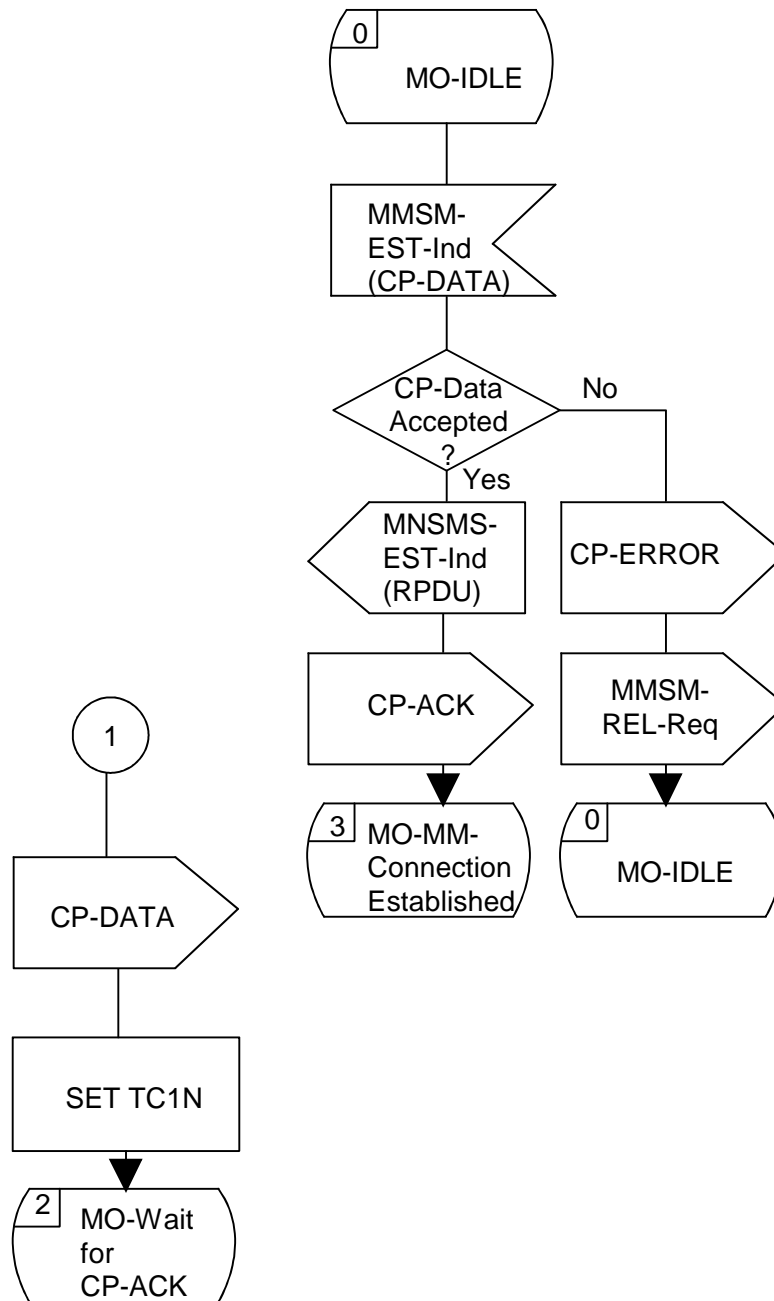 0
MO-IDLE
MMSM-
EST-Ind
(CP-DATA)
CP-Data
Accepted
?
No
Yes
MNSMS-
EST-Ind
(RPDU)
CP-ERROR
CP-ACK
MMSM-
REL-Req
3
MO-MM-
Connection
Established
0
MO-IDLE
1
CP-DATA
SET TC1N
2
MO-Wait
for
CP-ACK